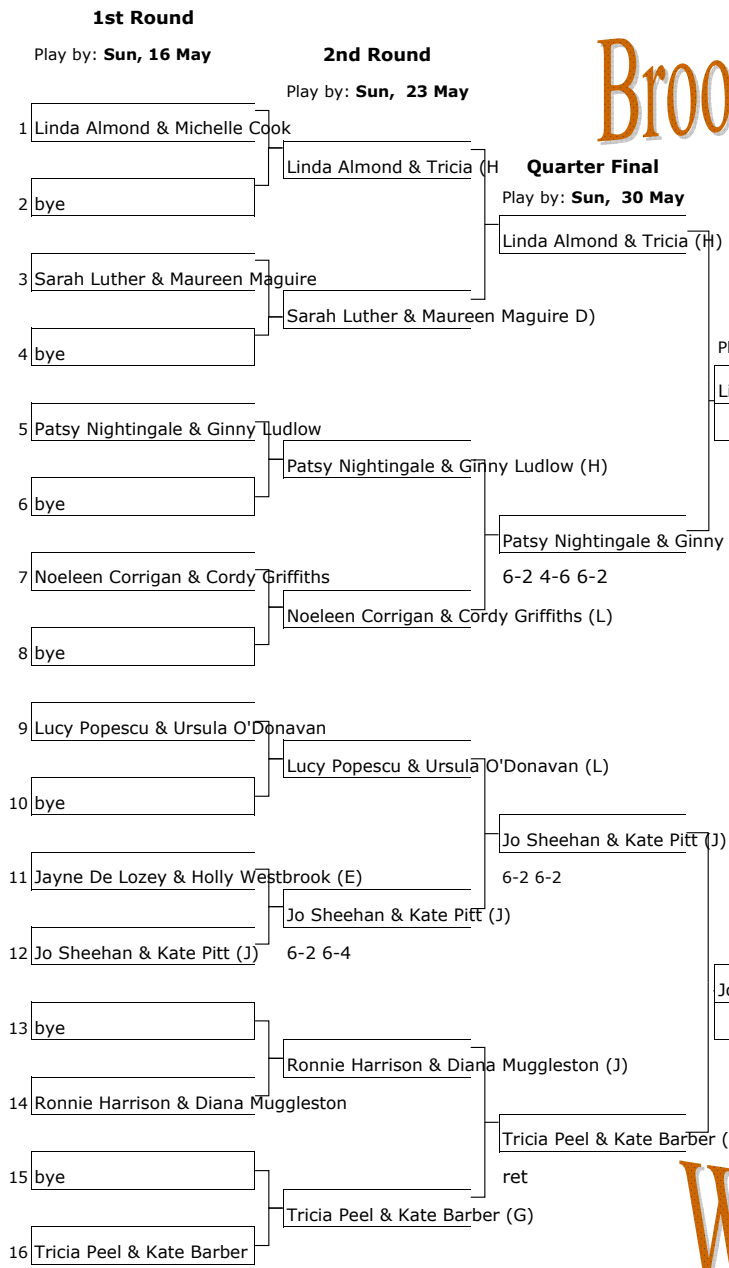 1st Round
Play by: Sun, 16 May
2nd Round
Play by: Sun, 23 May
Broo
Quarter Final
Play by: Sun, 30 May
1 Linda Almond & Michelle Cook
Linda Almond & Tricia (H
2 bye
Linda Almond & Tricia (H)
3 Sarah Luther & Maureen Maguire
Sarah Luther & Maureen Maguire D)
4 bye
Pl
Li
5 Patsy Nightingale & Ginny Ludlow
Patsy Nightingale & Ginny Ludlow (H)
6 bye
Patsy Nightingale & Ginny
6-2 4-6 6-2
7 Noeleen Corrigan & Cordy Griffiths
Noeleen Corrigan & Cordy Griffiths (L)
8 bye
9 Lucy Popescu & Ursula O'Donavan
Lucy Popescu & Ursula O'Donavan (L)
10 bye
Jo Sheehan & Kate Pitt (J)
6-2 6-2
11 Jayne De Lozey & Holly Westbrook (E)
Jo Sheehan & Kate Pitt (J)
6-2 6-4
12 Jo Sheehan & Kate Pitt (J)
Jo
13 bye
Ronnie Harrison & Diana Muggleston (J)
14 Ronnie Harrison & Diana Muggleston
Tricia Peel & Kate Barber (
ret
15 bye
Tricia Peel & Kate Barber (G)
16 Tricia Peel & Kate Barber
W